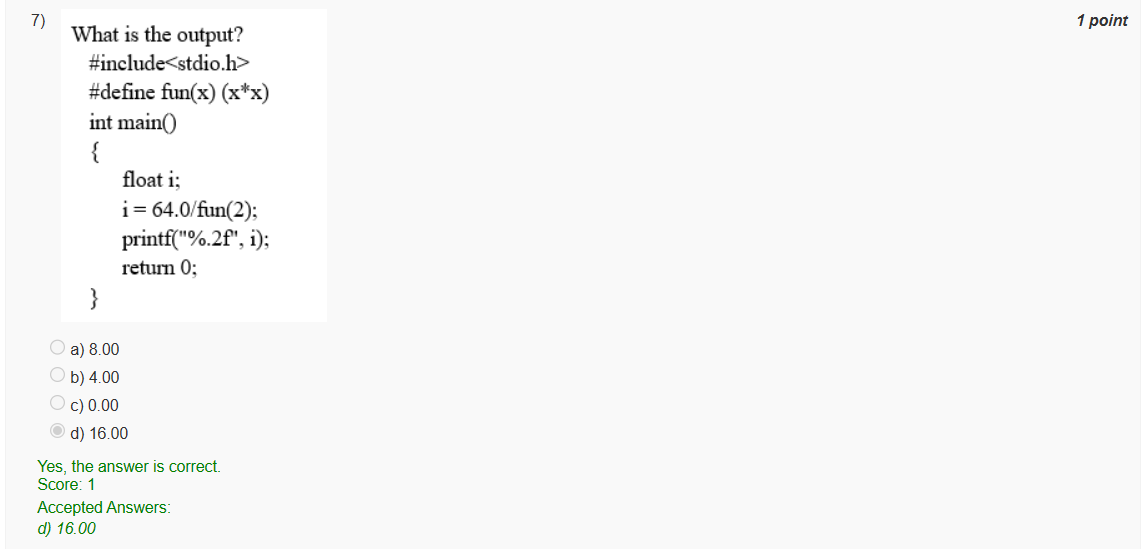 7)
1 point
What is the output?
#include<stdio.h>
#define fun(x) (x*x)
int main()
{
float i;
i = 64.0/fun(2);
printf("%.2f", i);
return 0;
}
a) 8.00
b) 4.00
c) 0.00
d) 16.00
Yes, the answer is correct.
Score: 1
Accepted Answers:
d) 16.00